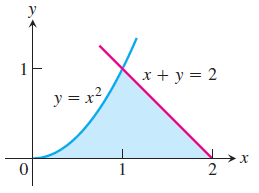 y
1
x + y = 2
y = x²
0
1
2
x